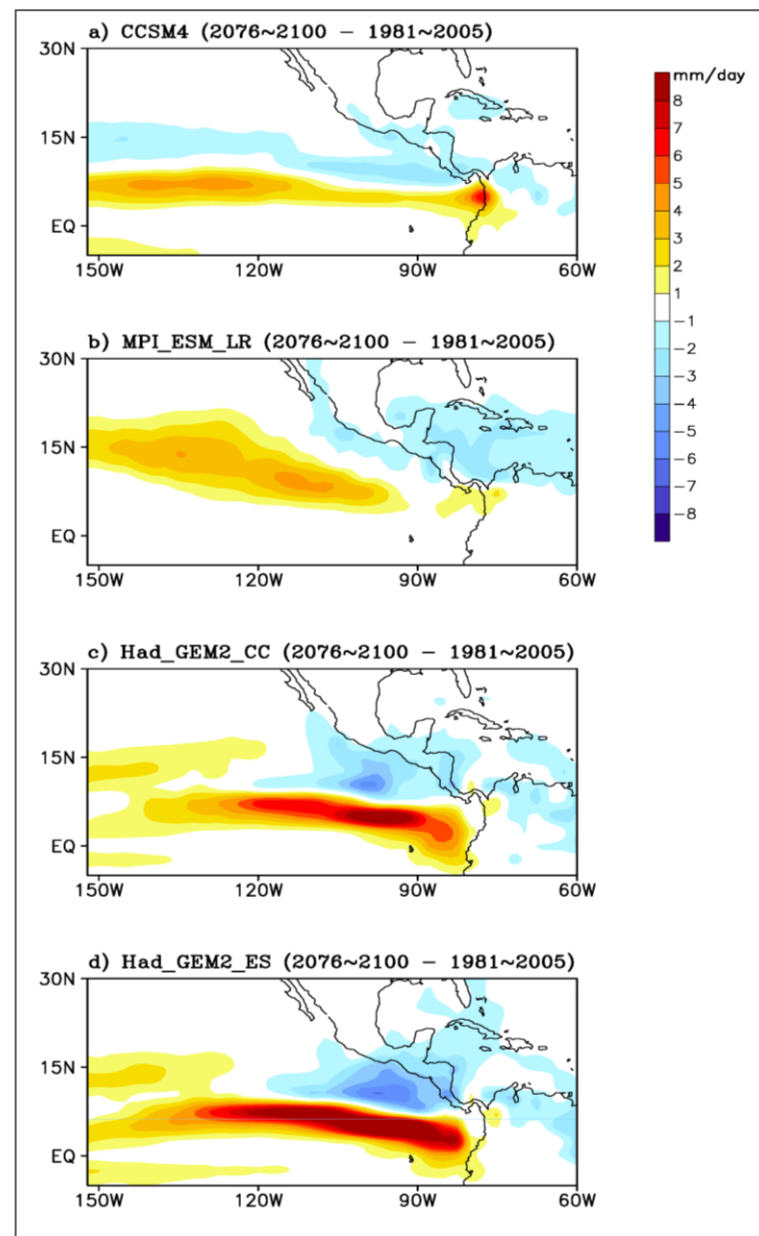 a) CCSM4 (2076~2100 - 1981~2005)
30N
15N
EQ
150W 120W 90W 60W
mm/day
8
7
6
5
4
3
2
1
-1
-2
-3
-4
-5
-6
-7
-8
b) MPI_ESM_LR (2076~2100 - 1981~2005)
30N
15N
EQ
150W 120W 90W 60W
c) Had_GEM2_CC (2076~2100 - 1981~2005)
30N
15N
EQ
150W 120W 90W 60W
d) Had_GEM2_ES (2076~2100 - 1981~2005)
30N
15N
EQ
150W 120W 90W 60W